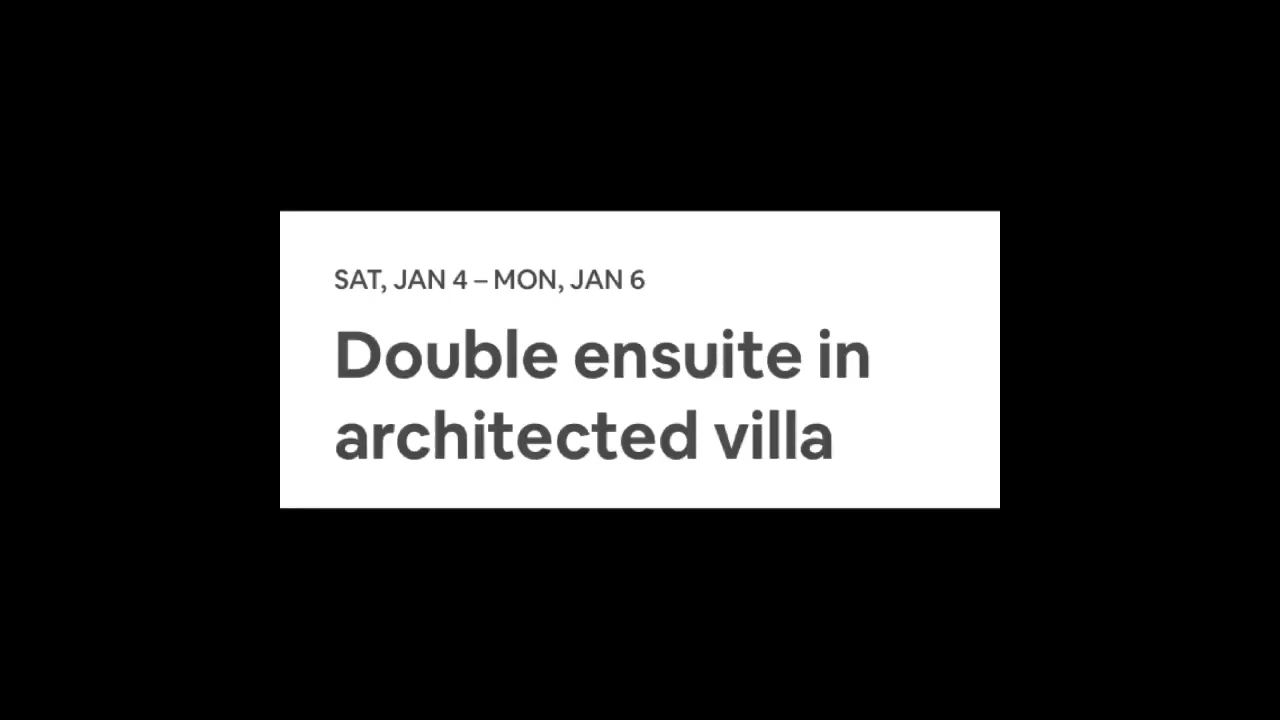 SAT, JAN 4 – MON, JAN 6
Double ensuite in
architected villa